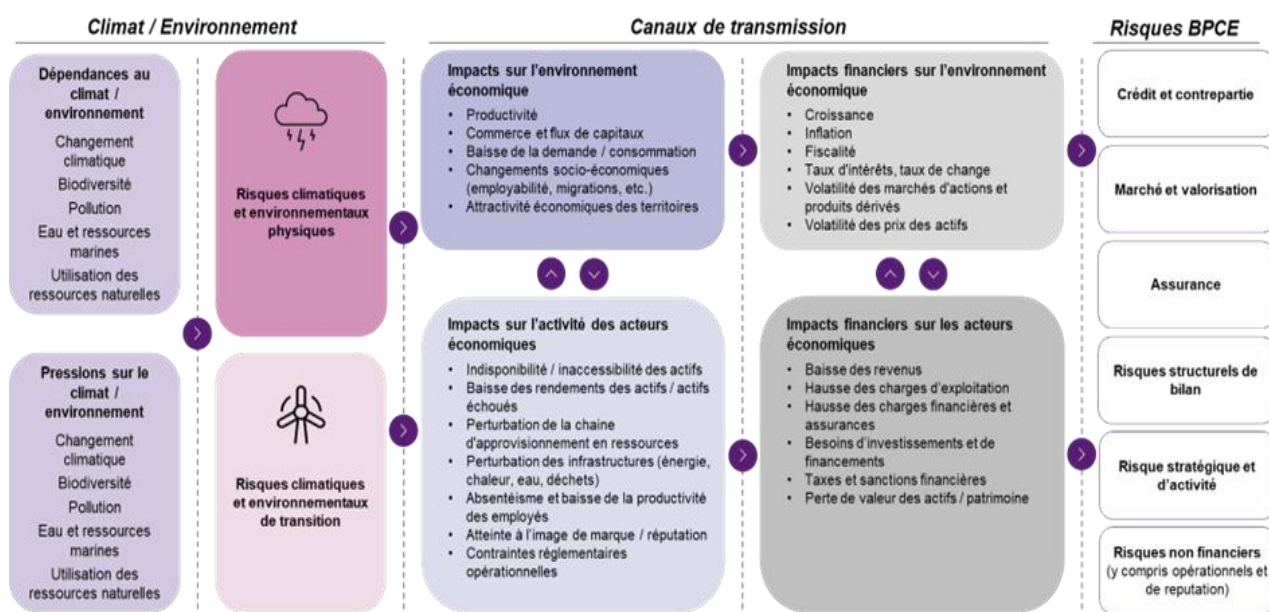 Climat / Environnement
Canaux de transmission
Risques BPCE
Dépendances au
climat /
environnement
Changement
climatique
Biodiversité
Pollution
Eau et ressources
marines
Utilisation des
ressources naturelles
Pressions sur le
climat /
environnement
Changement
climatique
Biodiversité
Pollution
Eau et ressources
marines
Utilisation des
ressources naturelles
Risques climatiques
et environnementaux
physiques
Risques climatiques
et environnementaux
de transition
Impacts sur l'environnement
économique
• Productivité
• Commerce et flux de capitaux
• Baisse de la demande / consommation
• Changements socio-économiques
(employabilité, migrations, etc.)
• Attractivité économiques des territoires
Impacts sur l'activité des acteurs
économiques
• Indisponibilité / inaccessibilité des actifs
• Baisse des rendements des actifs / actifs
échoués
• Perturbation de la chaine
d'approvisionnement en ressources
• Perturbation des infrastructures (énergie,
chaleur, eau, déchets)
• Absentéisme et baisse de la productivité
des employés
• Atteinte à l'image de marque / réputation
• Contraintes réglementaires
opérationnelles
Impacts financiers sur l'environnement
économique
• Croissance
• Inflation
• Fiscalité
• Taux d'intérêts, taux de change
• Volatilité des marchés d'actions et
produits dérivés
• Volatilité des prix des actifs
Impacts financiers sur les acteurs
économiques
• Baisse des revenus
• Hausse des charges d'exploitation
• Hausse des charges financières et
assurances
• Besoins d'investissements et de
financements
• Taxes et sanctions financières
• Perte de valeur des actifs / patrimoine
Crédit et contrepartie
Marché et valorisation
Assurance
Risques structurels de
bilan
Risque stratégique et
d'activité
Risques non financiers
(y compris opérationnels et
de reputation)